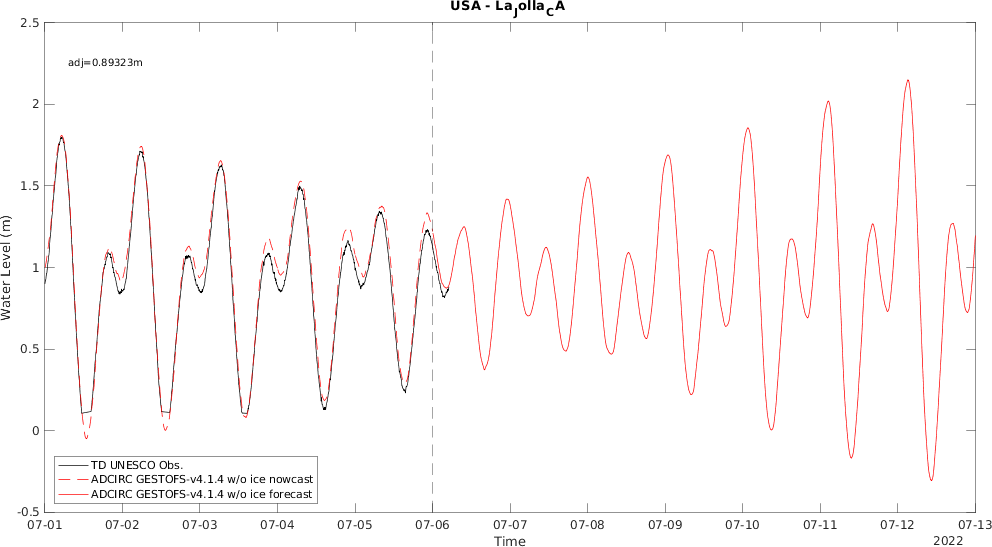 USA - LaJollaCA
adj=0.89323m
Water Level (m)
2.5
2
1.5
1
0.5
0
-0.5
TD UNESCO Obs.
ADCIRC GESTOFS-v4.1.4 w/o ice nowcast
ADCIRC GESTOFS-v4.1.4 w/o ice forecast
07-01 07-02 07-03 07-04 07-05 07-06 07-07 07-08 07-09 07-10 07-11 07-12 07-13
Time
2022